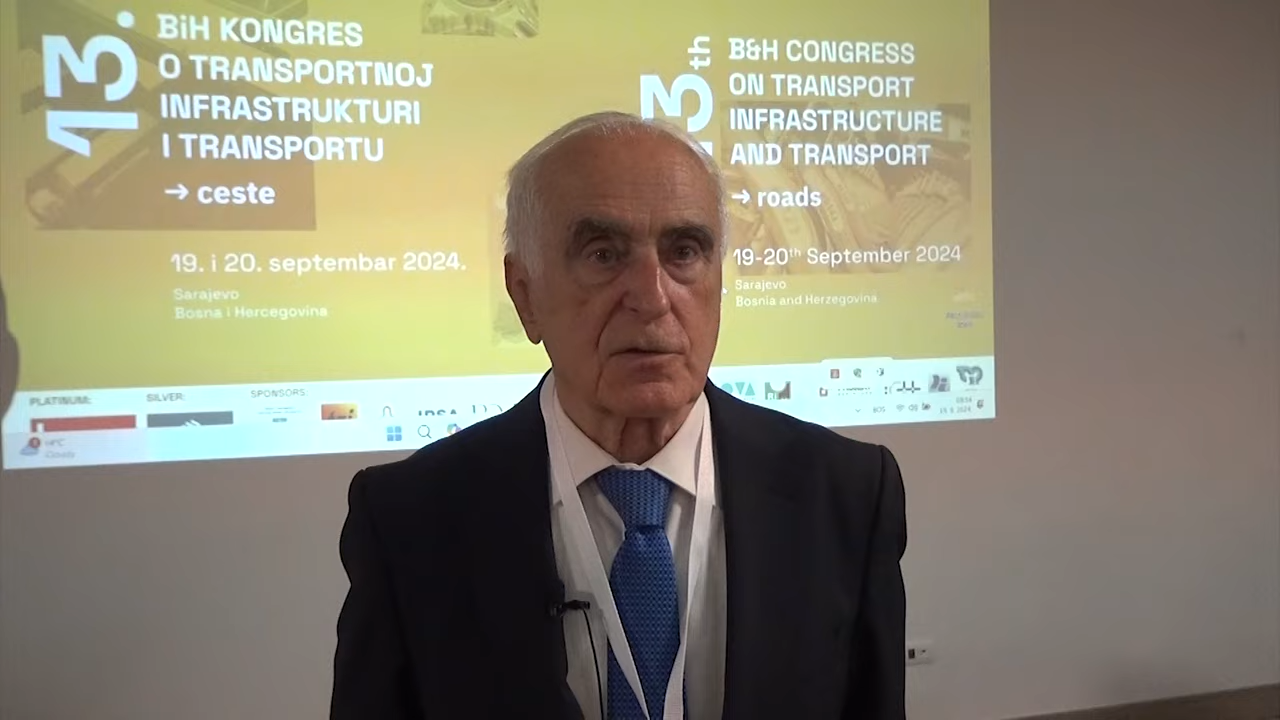 13.
BiH KONGRES
O TRANSPORTNOJ
INFRASTRUKTURI
I TRANSPORTU
→ ceste
19. i 20. septembar 2024.
Sarajevo
Bosna i Hercegovina
13th
B&H CONGRESS
ON TRANSPORT
INFRASTRUCTURE
AND TRANSPORT
→ roads
19-20th September 2024
Sarajevo
Bosnia and Herzegovina
PLATINUM:
SILVER:
SPONSORS:
BOS